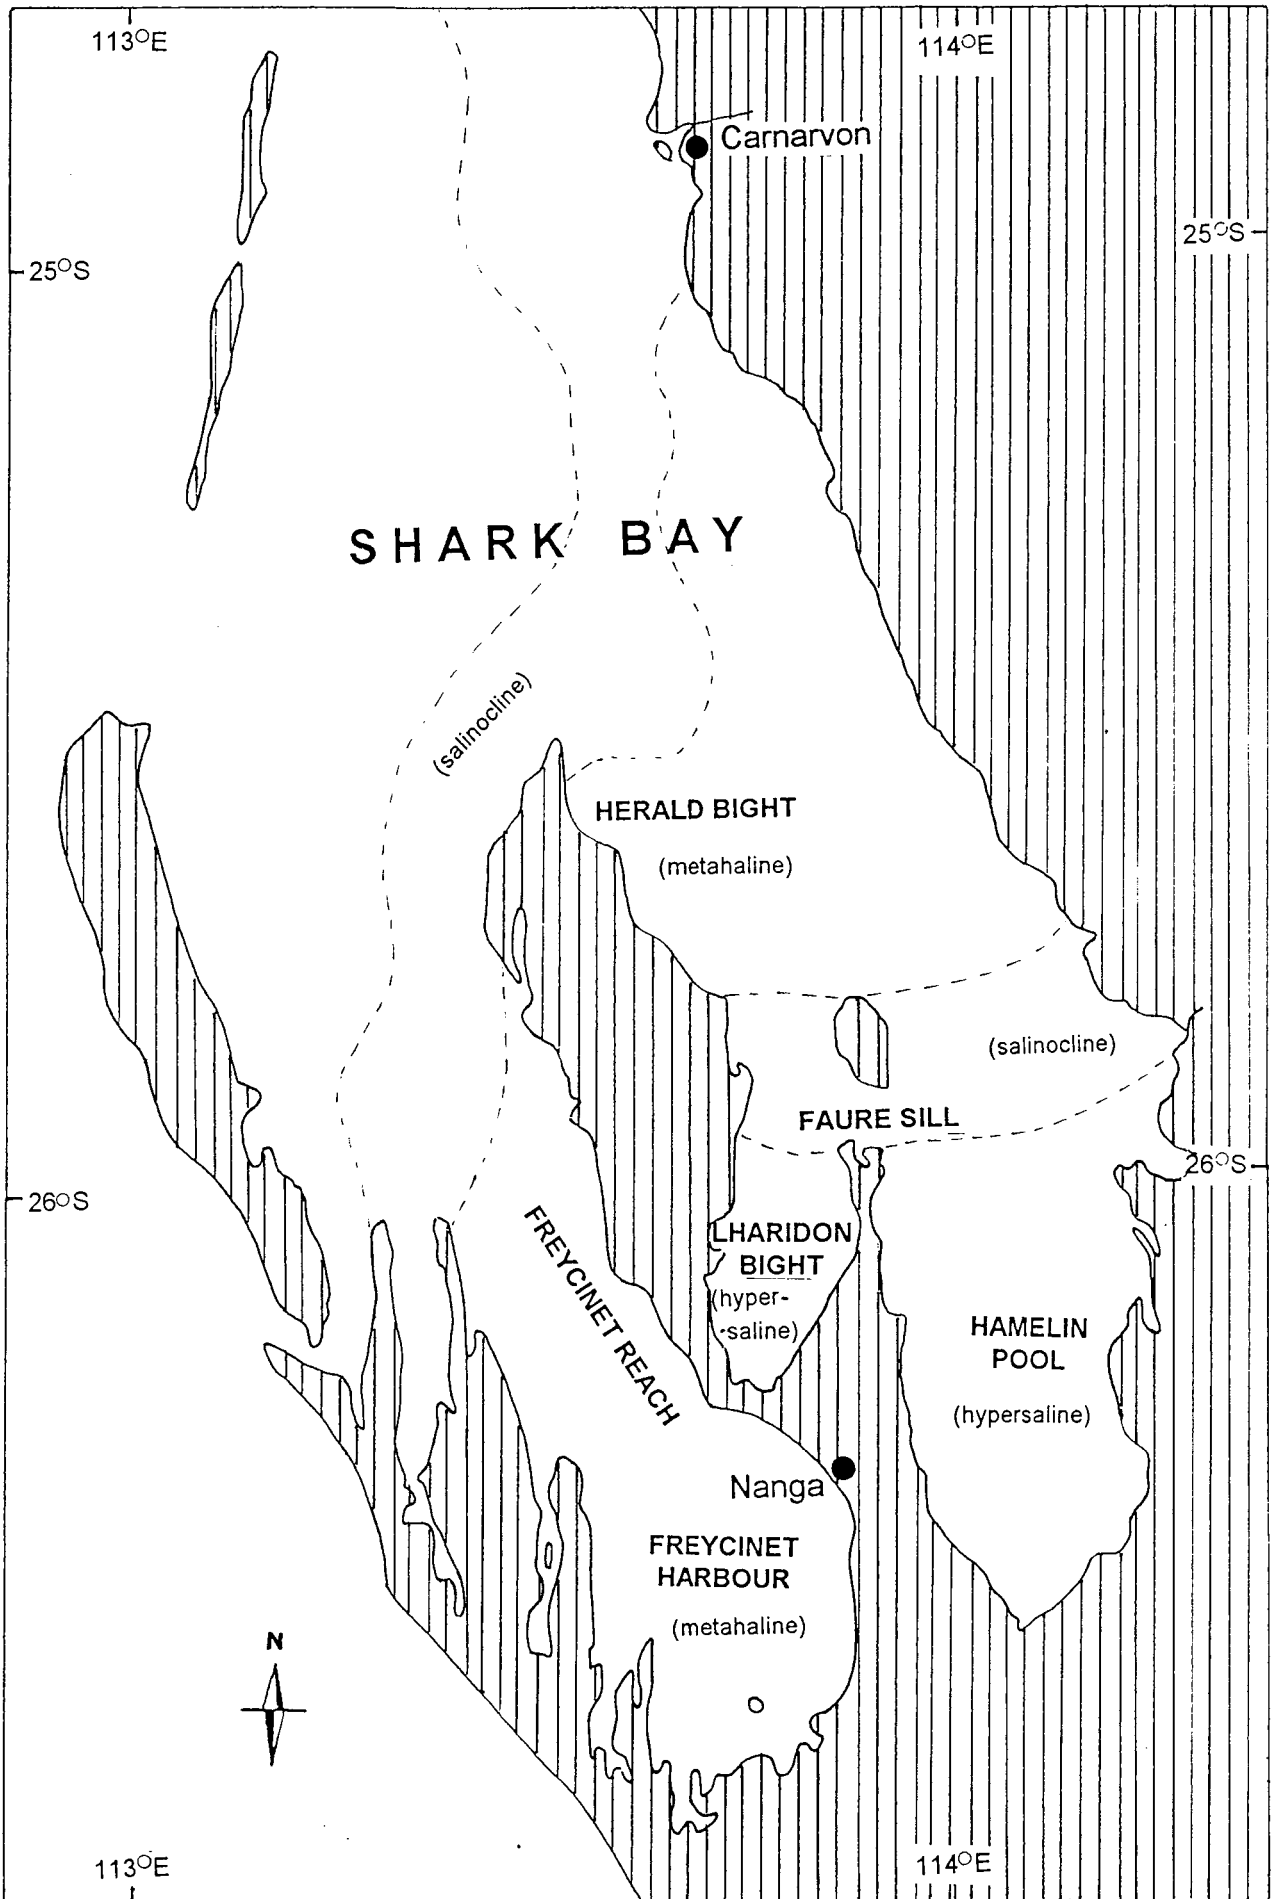 113°E
114°E
Carnarvon
25°S
25°S
SHARK BAY
(salinocline)
HERALD BIGHT
(metahaline)
(salinocline)
FAURE SILL
26°S
26°S
FREYCINET REACH
LHARIDON
BIGHT
(hyper-
-saline)
HAMELIN
POOL
(hypersaline)
Nanga
FREYCINET
HARBOUR
(metahaline)
N
113°E
114°E